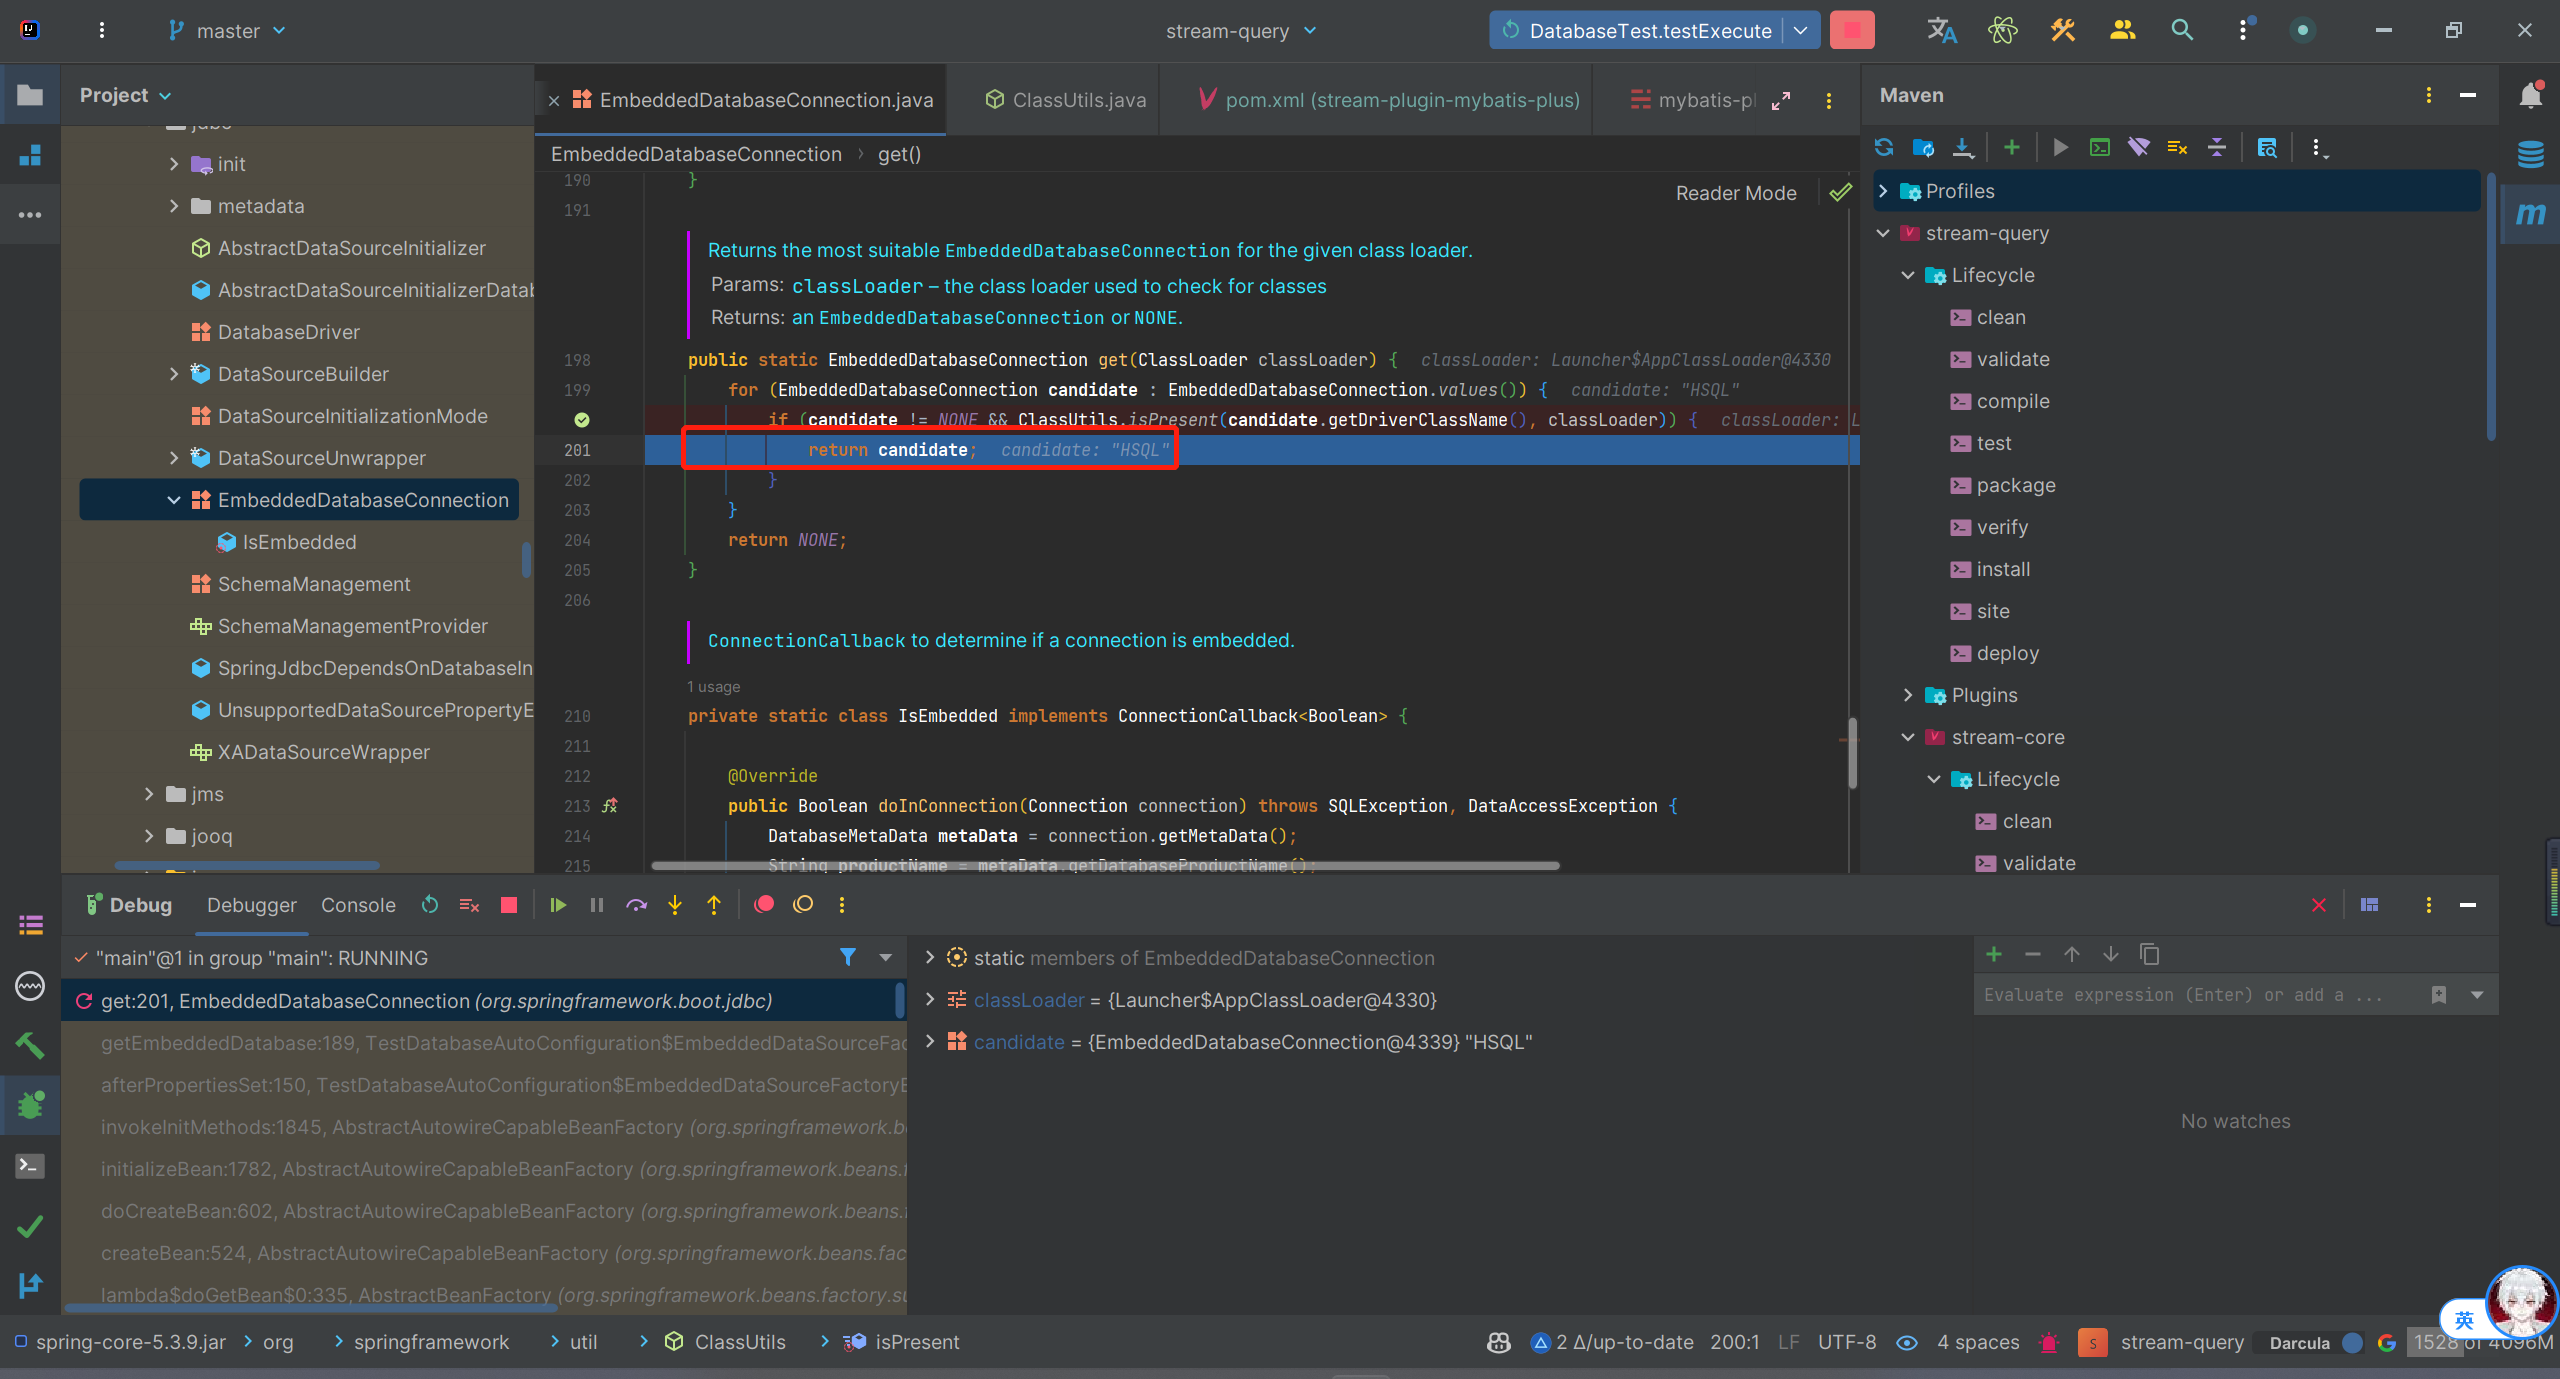 master
stream-query
DatabaseTest.testExecute
Project
init
metadata
AbstractDataSourceInitializer
AbstractDataSourceInitializerDatab
DatabaseDriver
DataSourceBuilder
DataSourceInitializationMode
DataSourceUnwrapper
EmbeddedDatabaseConnection
IsEmbedded
SchemaManagement
SchemaManagementProvider
SpringJdbcDependsOnDatabaseIn
UnsupportedDataSourcePropertyE
XADataSourceWrapper
jms
jooq
EmbeddedDatabaseConnection.java
ClassUtils.java
pom.xml (stream-plugin-mybatis-plus)
mybatis-pl
EmbeddedDatabaseConnection › get()
Reader Mode
190 }
191
Returns the most suitable EmbeddedDatabaseConnection for the given class loader.
Params: classLoader – the class loader used to check for classes
Returns: an EmbeddedDatabaseConnection or NONE.
198 public static EmbeddedDatabaseConnection get(ClassLoader classLoader) { classLoader: Launcher$AppClassLoader@4330
199 for (EmbeddedDatabaseConnection candidate : EmbeddedDatabaseConnection.values()) { candidate: "HSQL"
if (candidate != NONE && ClassUtils.isPresent(candidate.getDriverClassName(), classLoader)) { classLoader: L
201 return candidate; candidate: "HSQL"
202 }
203 }
204 return NONE;
205 }
206
ConnectionCallback to determine if a connection is embedded.
1 usage
210 private static class IsEmbedded implements ConnectionCallback<Boolean> {
211
212 @Override
213 public Boolean doInConnection(Connection connection) throws SQLException, DataAccessException {
214 DatabaseMetaData metaData = connection.getMetaData();
215 String productName = metaData.getDatabaseProductName();
Maven
Profiles
stream-query
Lifecycle
clean
validate
compile
test
package
verify
install
site
deploy
Plugins
stream-core
Lifecycle
clean
validate
Debug
Debugger
Console
"main"@1 in group "main": RUNNING
get:201, EmbeddedDatabaseConnection (org.springframework.boot.jdbc)
getEmbeddedDatabase:189, TestDatabaseAutoConfiguration$EmbeddedDataSourceFac
afterPropertiesSet:150, TestDatabaseAutoConfiguration$EmbeddedDataSourceFactoryB
invokeInitMethods:1845, AbstractAutowireCapableBeanFactory (org.springframework.be
initializeBean:1782, AbstractAutowireCapableBeanFactory (org.springframework.beans.f
doCreateBean:602, AbstractAutowireCapableBeanFactory (org.springframework.beans.f
createBean:524, AbstractAutowireCapableBeanFactory (org.springframework.beans.fac
lambda$doGetBean$0:335, AbstractBeanFactory (org.springframework.beans.factory.su
static members of EmbeddedDatabaseConnection
classLoader = {Launcher$AppClassLoader@4330}
candidate = {EmbeddedDatabaseConnection@4339} "HSQL"
Evaluate expression (Enter) or add a ...
No watches
英
spring-core-5.3.9.jar › org › springframework › util › ClassUtils › isPresent
2 Δ/up-to-date
200:1
LF
UTF-8
4 spaces
S
stream-query
Darcula
1528 of 4096M